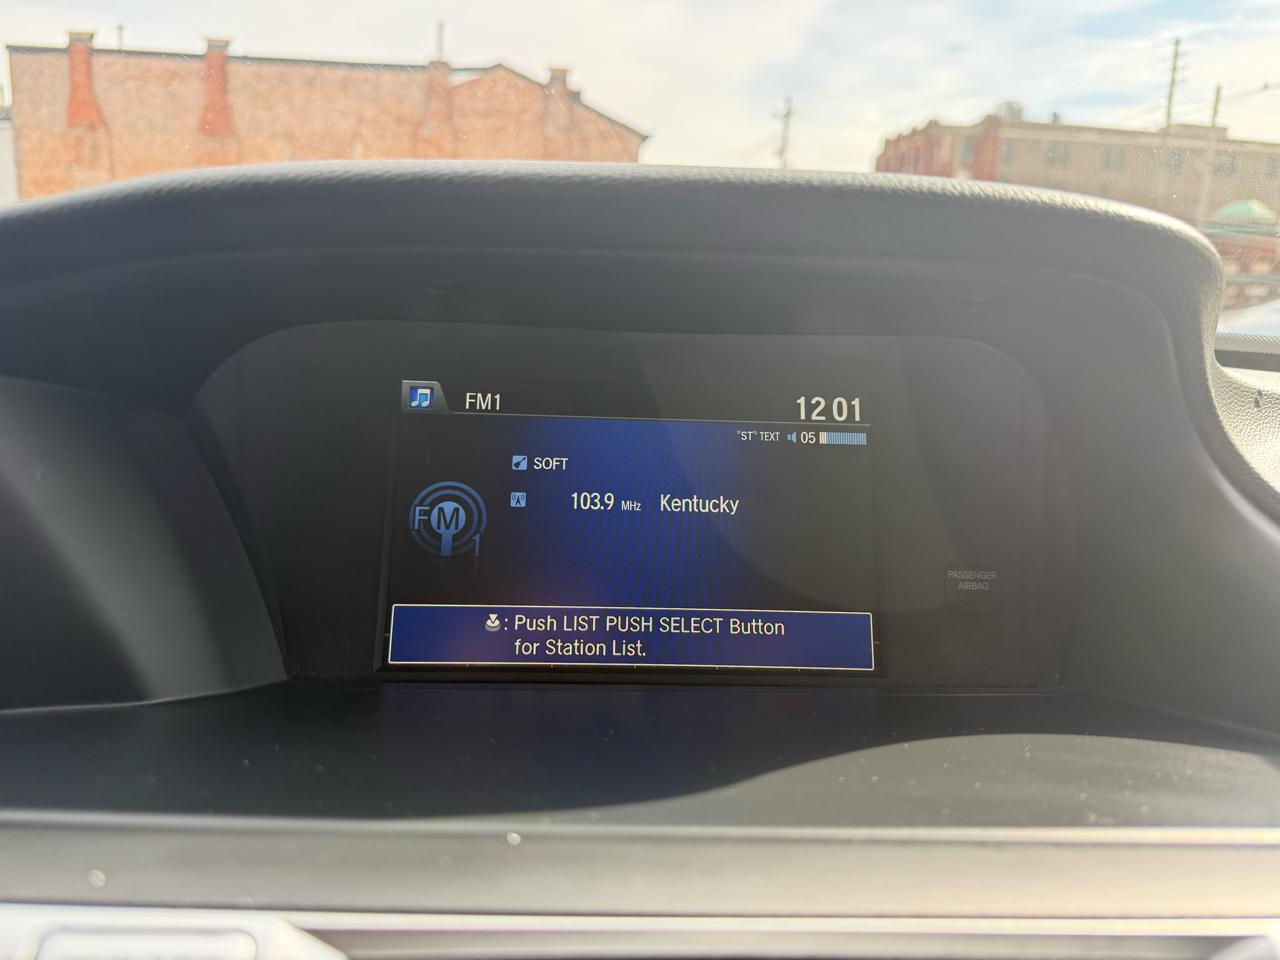 FM1
12 01
"ST" TEXT 05
SOFT
FM 1
103.9 MHz Kentucky
PASSENGER
AIRBAG
: Push LIST PUSH SELECT Button
for Station List.